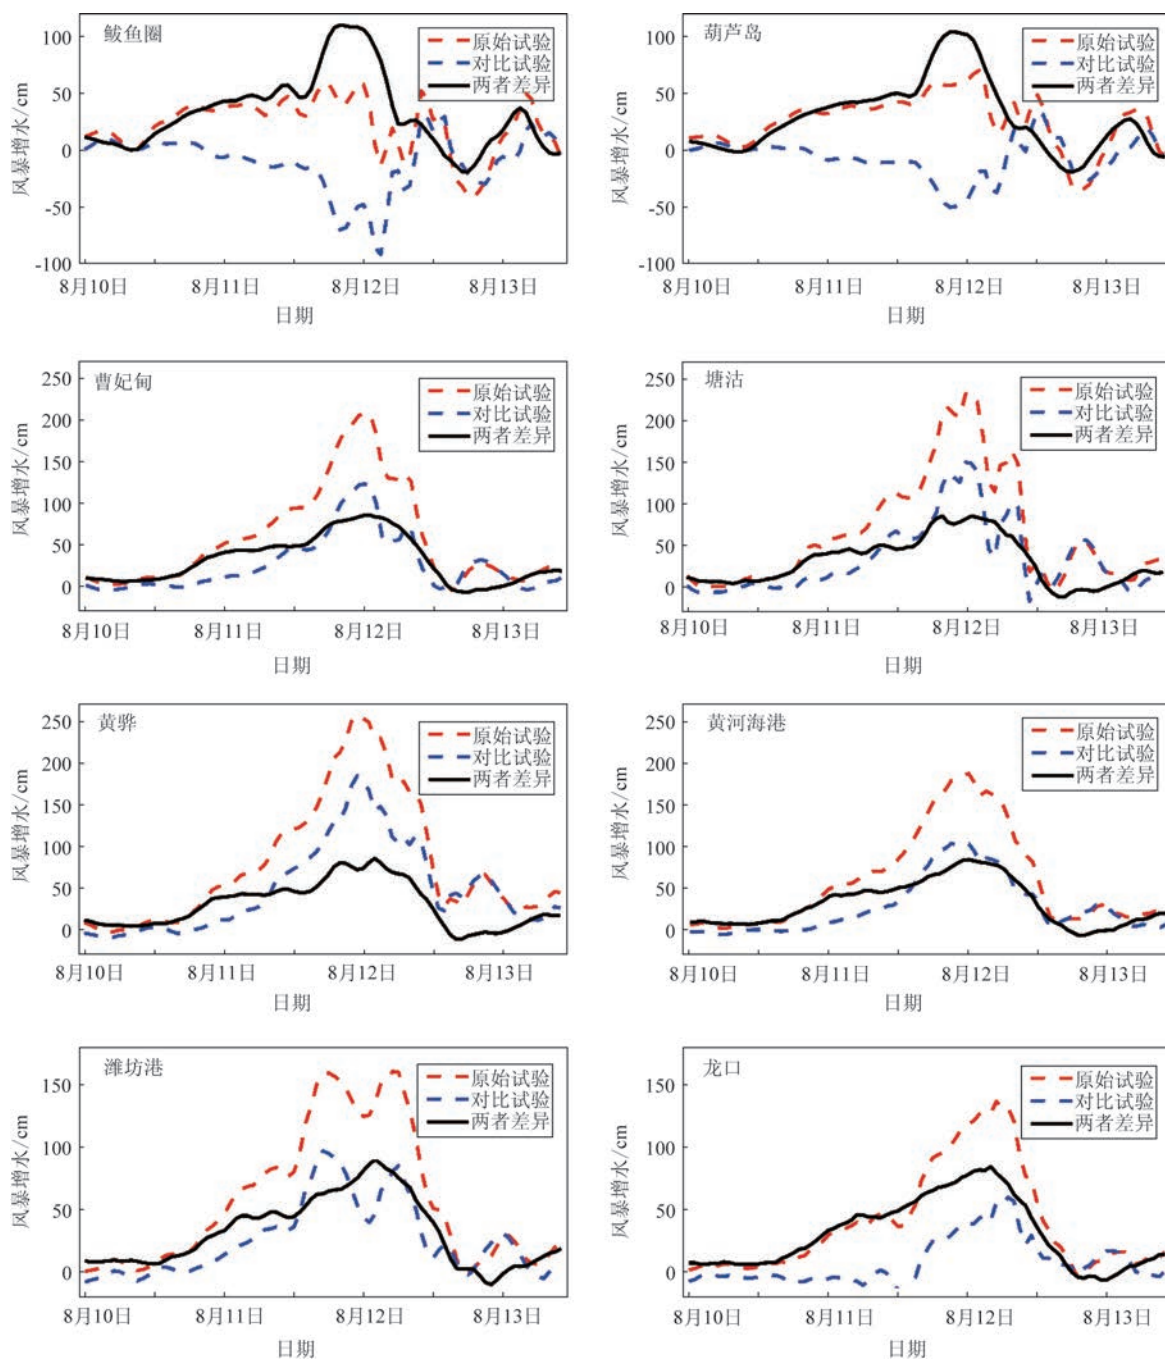 鲅鱼圈
原始试验
对比试验
两者差异
风暴增水/cm
100
50
0
-50
-100
8月10日 8月11日 8月12日 8月13日
日期
葫芦岛
原始试验
对比试验
两者差异
风暴增水/cm
100
50
0
-50
-100
8月10日 8月11日 8月12日 8月13日
日期
曹妃甸
原始试验
对比试验
两者差异
风暴增水/cm
250
200
150
100
50
0
8月10日 8月11日 8月12日 8月13日
日期
塘沽
原始试验
对比试验
两者差异
风暴增水/cm
250
200
150
100
50
0
8月10日 8月11日 8月12日 8月13日
日期
黄骅
原始试验
对比试验
两者差异
风暴增水/cm
250
200
150
100
50
0
8月10日 8月11日 8月12日 8月13日
日期
黄河海港
原始试验
对比试验
两者差异
风暴增水/cm
250
200
150
100
50
0
8月10日 8月11日 8月12日 8月13日
日期
潍坊港
原始试验
对比试验
两者差异
风暴增水/cm
150
100
50
0
8月10日 8月11日 8月12日 8月13日
日期
龙口
原始试验
对比试验
两者差异
风暴增水/cm
150
100
50
0
8月10日 8月11日 8月12日 8月13日
日期